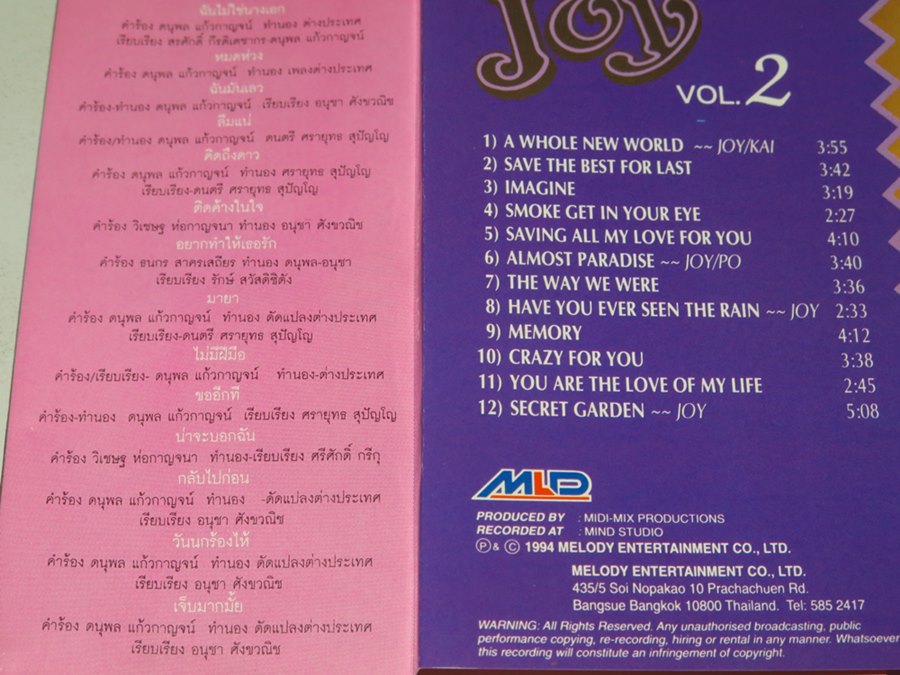 ฉันไม่ใช่นางเอก
คำร้อง ดนุพล แก้วกาญจน์ ทำนอง ต่างประเทศ
เรียบเรียง สรศักดิ์ กีรติเดชากร-ดนุพล แก้วกาญจน์
หมดห่วง
คำร้อง ดนุพล แก้วกาญจน์ ทำนอง เพลงต่างประเทศ
ฉันมันเลว
คำร้อง-ทำนอง ดนุพล แก้วกาญจน์ เรียบเรียง อนุชา ศังขวณิช
ลืมแน่
คำร้อง/ทำนอง ดนุพล แก้วกาญจน์ ดนตรี ศรายุทธ สุปัญโญ
คิดถึงดาว
คำร้อง ดนุพล แก้วกาญจน์ ทำนอง ศรายุทธ สุปัญโญ
เรียบเรียง-ดนตรี ศรายุทธ สุปัญโญ
ติดค้างในใจ
คำร้อง วิเชษฐ ห่อกาญจนา ทำนอง อนุชา ศังขวณิช
อยากทำให้เธอรัก
คำร้อง ธนกร สาครเสถียร ทำนอง ดนุพล-อนุชา
เรียบเรียง รักษ์ สวัสดิชิตัง
มายา
คำร้อง ดนุพล แก้วกาญจน์ ทำนอง ดัดแปลงต่างประเทศ
เรียบเรียง-ดนตรี ศรายุทธ สุปัญโญ
ไม่มีฝีมือ
คำร้อง/เรียบเรียง- ดนุพล แก้วกาญจน์ ทำนอง-ต่างประเทศ
ขออีกที
คำร้อง-ทำนอง ดนุพล แก้วกาญจน์ เรียบเรียง ศรายุทธ สุปัญโญ
น่าจะบอกฉัน
คำร้อง วิเชษฐ ห่อกาญจนา ทำนอง-เรียบเรียง ศรีศักดิ์ กรีกุ
กลับไปก่อน
คำร้อง ดนุพล แก้วกาญจน์ ทำนอง -ดัดแปลงต่างประเทศ
เรียบเรียง อนุชา ศังขวณิช
วันนกร้องไห้
คำร้อง ดนุพล แก้วกาญจน์ ทำนอง ดัดแปลงต่างประเทศ
เรียบเรียง อนุชา ศังขวณิช
เจ็บมากมั้ย
คำร้อง ดนุพล แก้วกาญจน์ ทำนอง ดัดแปลงต่างประเทศ
เรียบเรียง อนุชา ศังขวณิช
Joy
VOL.2
1) A WHOLE NEW WORLD ~~ JOY/KAI 3:55
2) SAVE THE BEST FOR LAST 3:42
3) IMAGINE 3:19
4) SMOKE GET IN YOUR EYE 2:27
5) SAVING ALL MY LOVE FOR YOU 4:10
6) ALMOST PARADISE ~~ JOY/PO 3:40
7) THE WAY WE WERE 3:36
8) HAVE YOU EVER SEEN THE RAIN ~~ JOY 2:33
9) MEMORY 4:12
10) CRAZY FOR YOU 3:38
11) YOU ARE THE LOVE OF MY LIFE 2:45
12) SECRET GARDEN ~~ JOY 5:08
MLD
PRODUCED BY : MIDI-MIX PRODUCTIONS
RECORDED AT : MIND STUDIO
Ⓟ & © 1994 MELODY ENTERTAINMENT CO., LTD.
MELODY ENTERTAINMENT CO., LTD.
435/5 Soi Nopakao 10 Prachachuen Rd.
Bangsue Bangkok 10800 Thailand. Tel: 585 2417
WARNING: All Rights Reserved. Any unauthorised broadcasting, public
performance copying, re-recording, hiring or rental in any manner. Whatsoever
this recording will constitute an infringement of copyright.